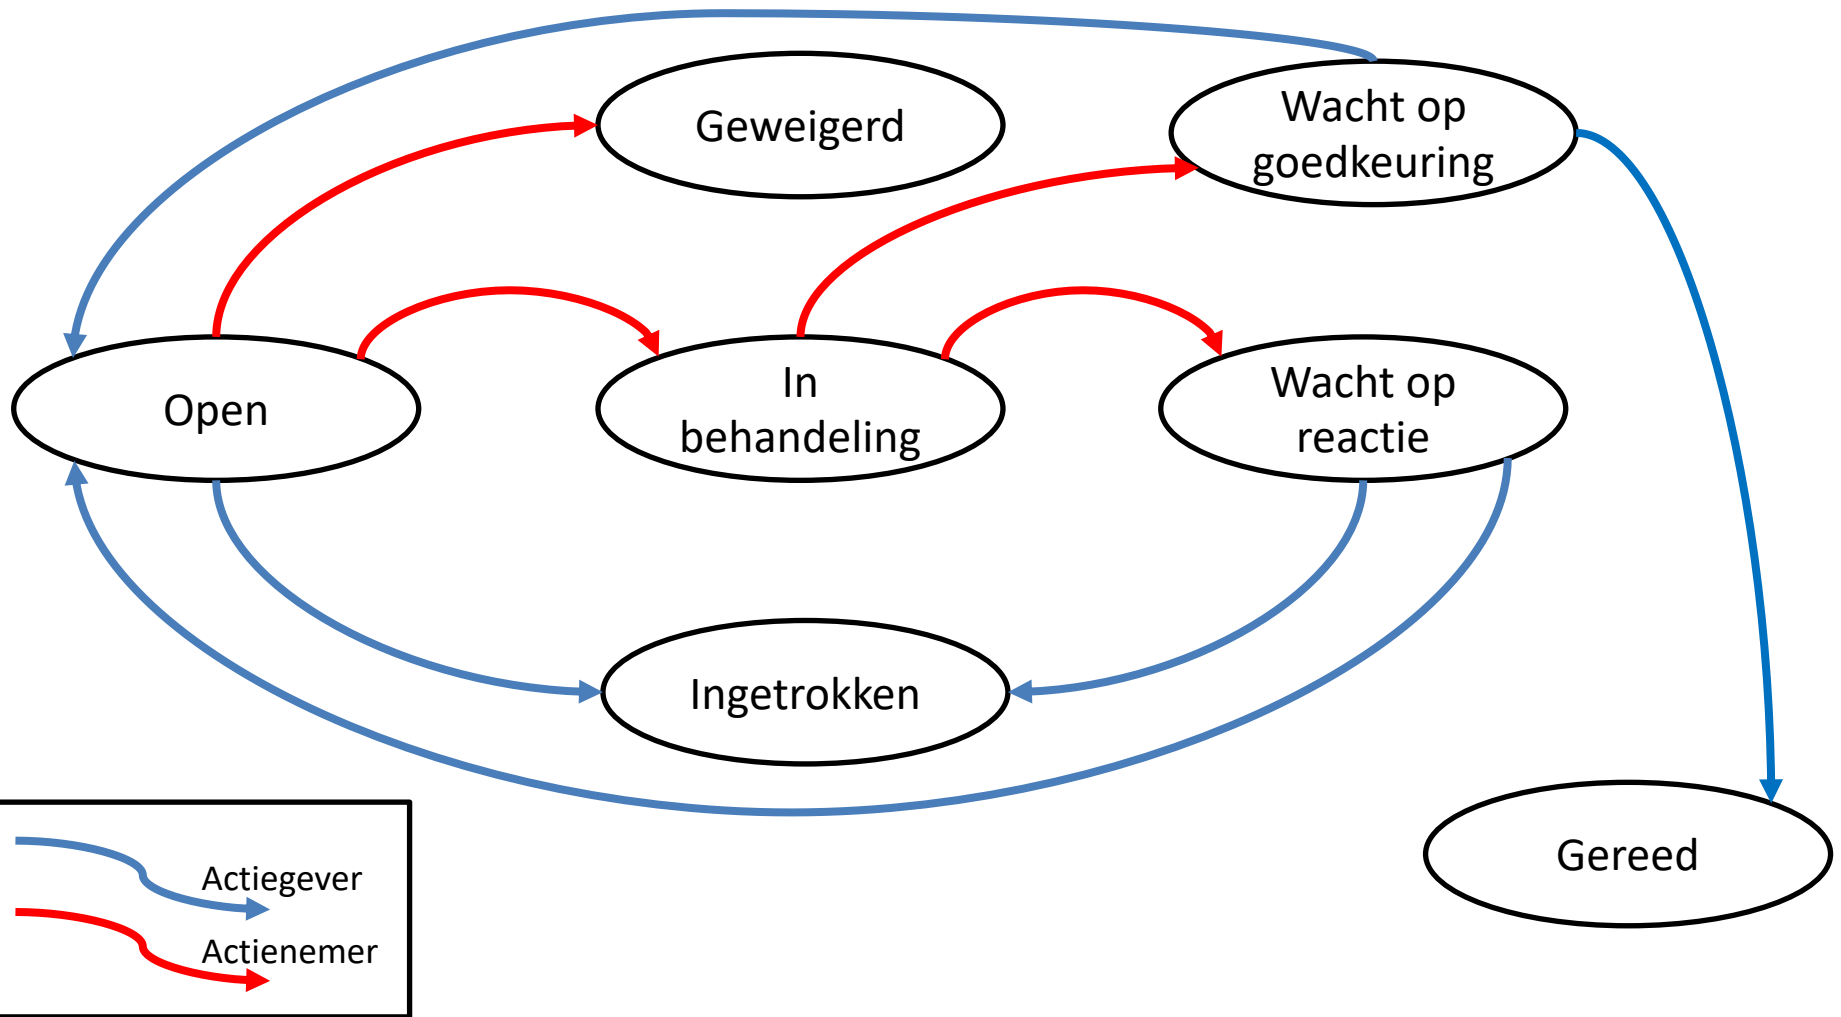 Geweigerd
Wacht op
goedkeuring
Open
In
behandeling
Wacht op
reactie
Ingetrokken
Gereed
Actiegever
Actienemer